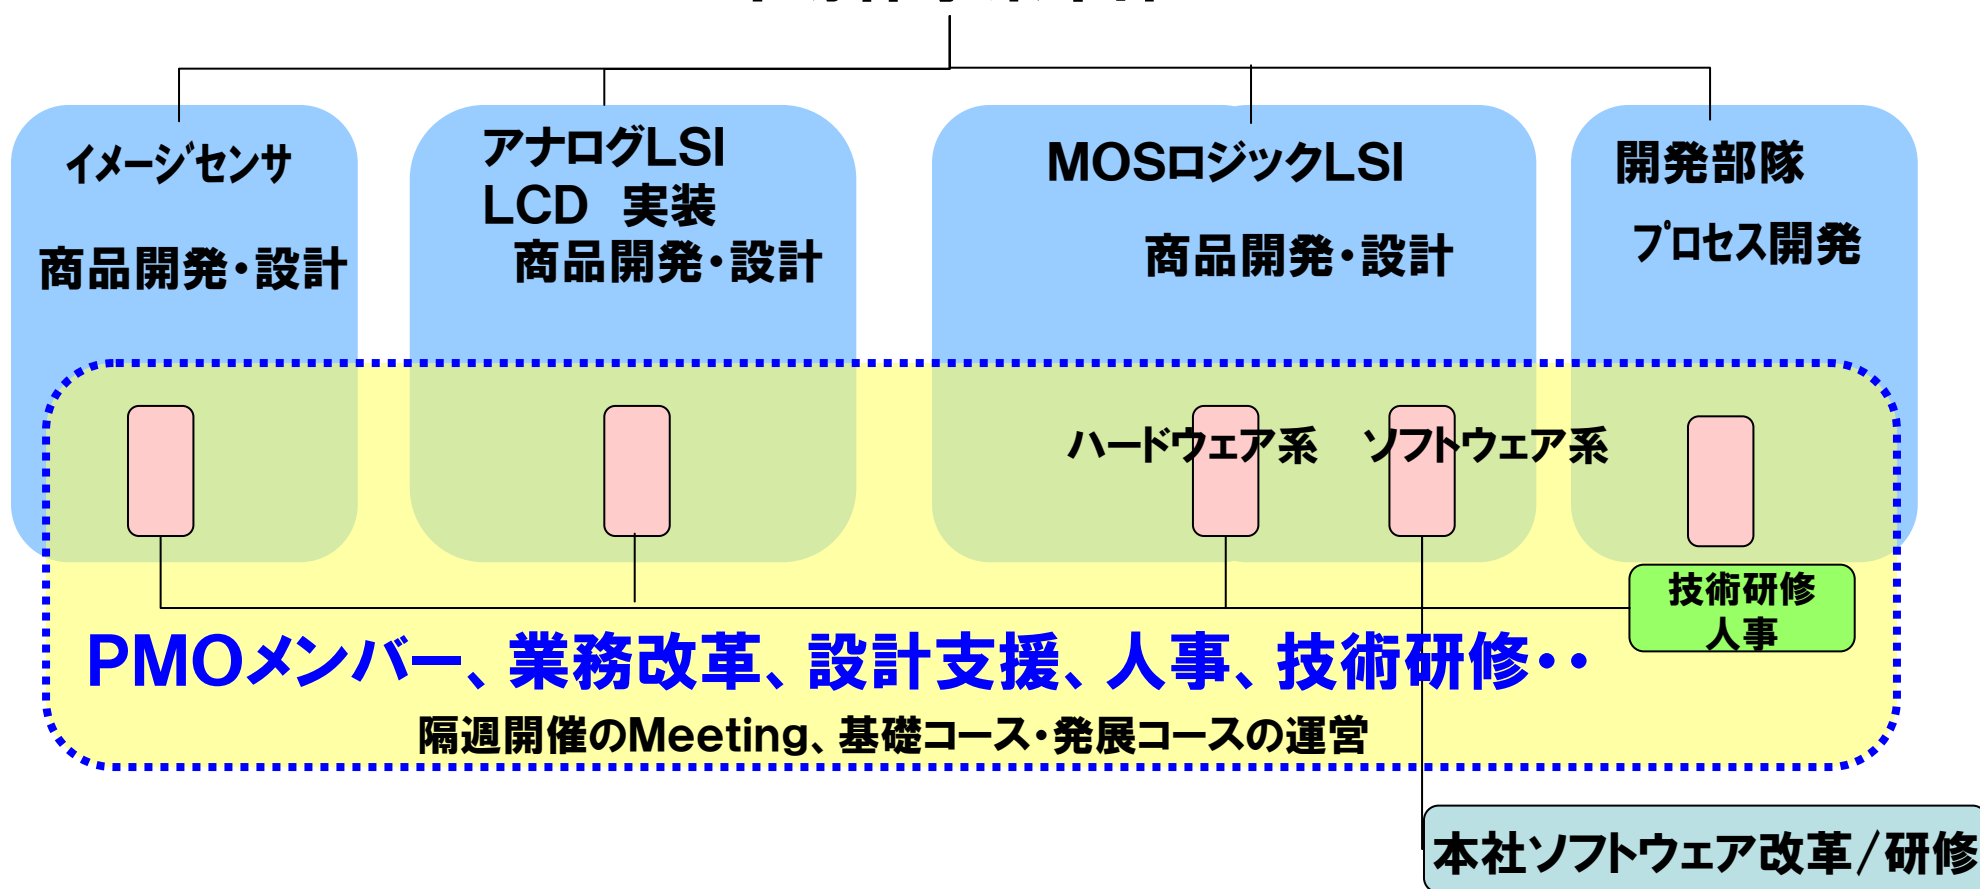 イメージセンサ
商品開発・設計
アナログLSI
LCD 実装
商品開発・設計
MOSロジックLSI
商品開発・設計
開発部隊
プロセス開発
ハードウェア系
ソフトウェア系
技術研修
人事
PMOメンバー、業務改革、設計支援、人事、技術研修・・
隔週開催のMeeting、基礎コース・発展コースの運営
本社ソフトウェア改革/研修